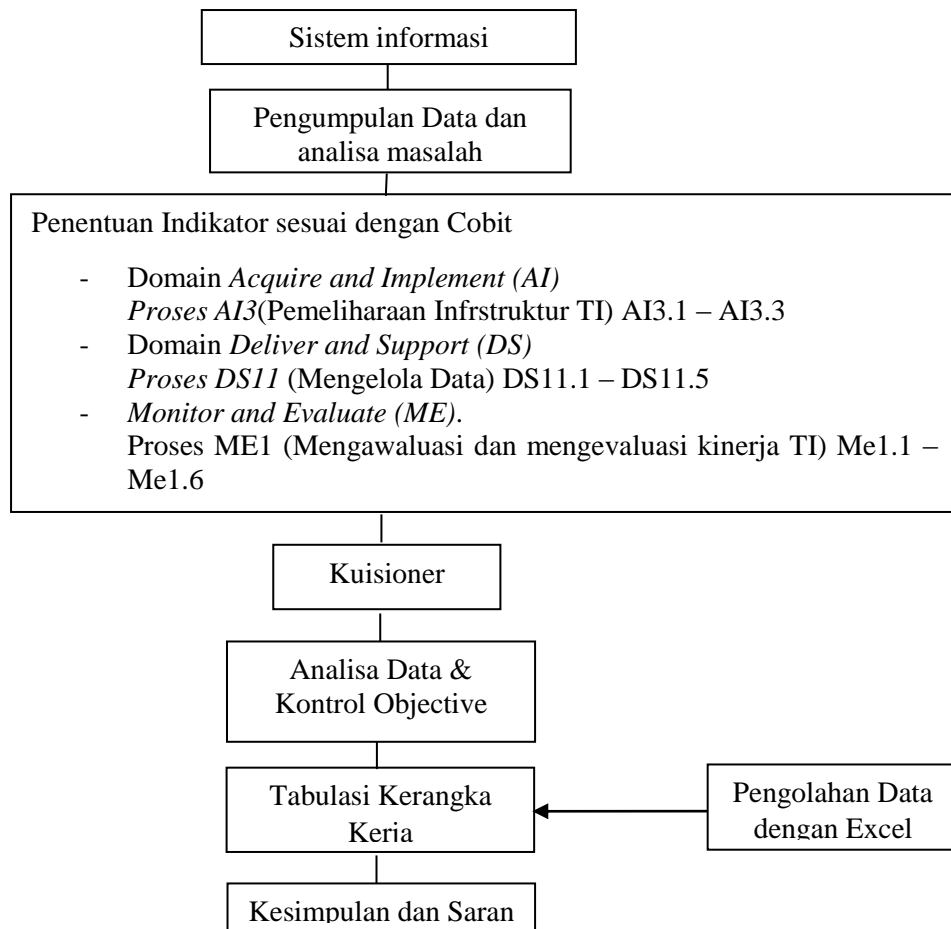 Sistem informasi
Pengumpulan Data dan
analisa masalah
Penentuan Indikator sesuai dengan Cobit
- Domain Acquire and Implement (AI)
Proses AI3(Pemeliharaan Infrstruktur TI) AI3.1 – AI3.3
- Domain Deliver and Support (DS)
Proses DS11 (Mengelola Data) DS11.1 – DS11.5
- Monitor and Evaluate (ME).
Proses ME1 (Mengawaluasi dan mengevaluasi kinerja TI) Me1.1 –
Me1.6
Kuisioner
Analisa Data &
Kontrol Objective
Tabulasi Kerangka
Kerja
Pengolahan Data
dengan Excel
Kesimpulan dan Saran